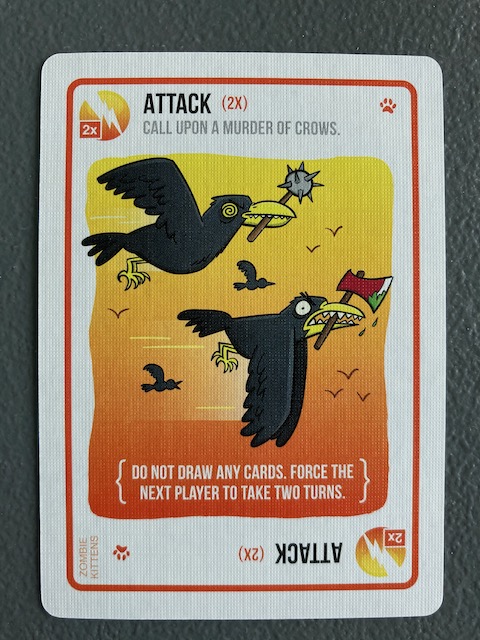 2x
ATTACK (2X)
CALL UPON A MURDER OF CROWS.
DO NOT DRAW ANY CARDS. FORCE THE
NEXT PLAYER TO TAKE TWO TURNS.
ZOMBIE
KITTENS
ATTACK (2X)
2x